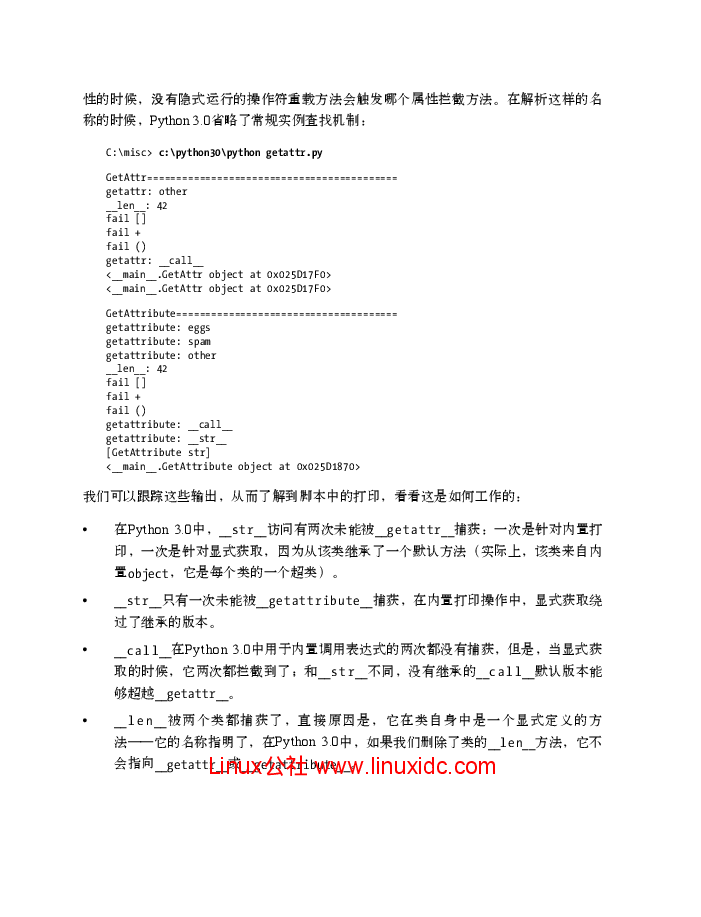 性的时候，没有隐式运行的操作符重载方法会触发哪个属性拦截方法。在解析这样的名
称的时候，Python 3.0省略了常规实例查找机制：
C:\misc> c:\python30\python getattr.py
GetAttr===========================================
getattr: other
__len__: 42
fail []
fail +
fail ()
getattr: __call__
<__main__.GetAttr object at 0x025D17F0>
<__main__.GetAttr object at 0x025D17F0>
GetAttribute======================================
getattribute: eggs
getattribute: spam
getattribute: other
__len__: 42
fail []
fail +
fail ()
getattribute: __call__
getattribute: __str__
[GetAttribute str]
<__main__.GetAttribute object at 0x025D1870>
我们可以跟踪这些输出，从而了解到脚本中的打印，看看这是如何工作的：
• 在Python 3.0中，__str__访问有两次未能被__getattr__捕获：一次是针对内置打
印，一次是针对显式获取，因为从该类继承了一个默认方法（实际上，该类来自内
置object，它是每个类的一个超类）。
• __str__只有一次未能被__getattribute__捕获，在内置打印操作中，显式获取绕
过了继承的版本。
• __call__在Python 3.0中用于内置调用表达式的两次都没有捕获，但是，当显式获
取的时候，它两次都拦截到了；和__str__不同，没有继承的__call__默认版本能
够超越__getattr__。
• __len__被两个类都捕获了，直接原因是，它在类自身中是一个显式定义的方
法——它的名称指明了，在Python 3.0中，如果我们删除了类的__len__方法，它不
会指向__getattr__或__getattribute__。
Linux公社 www.linuxidc.com